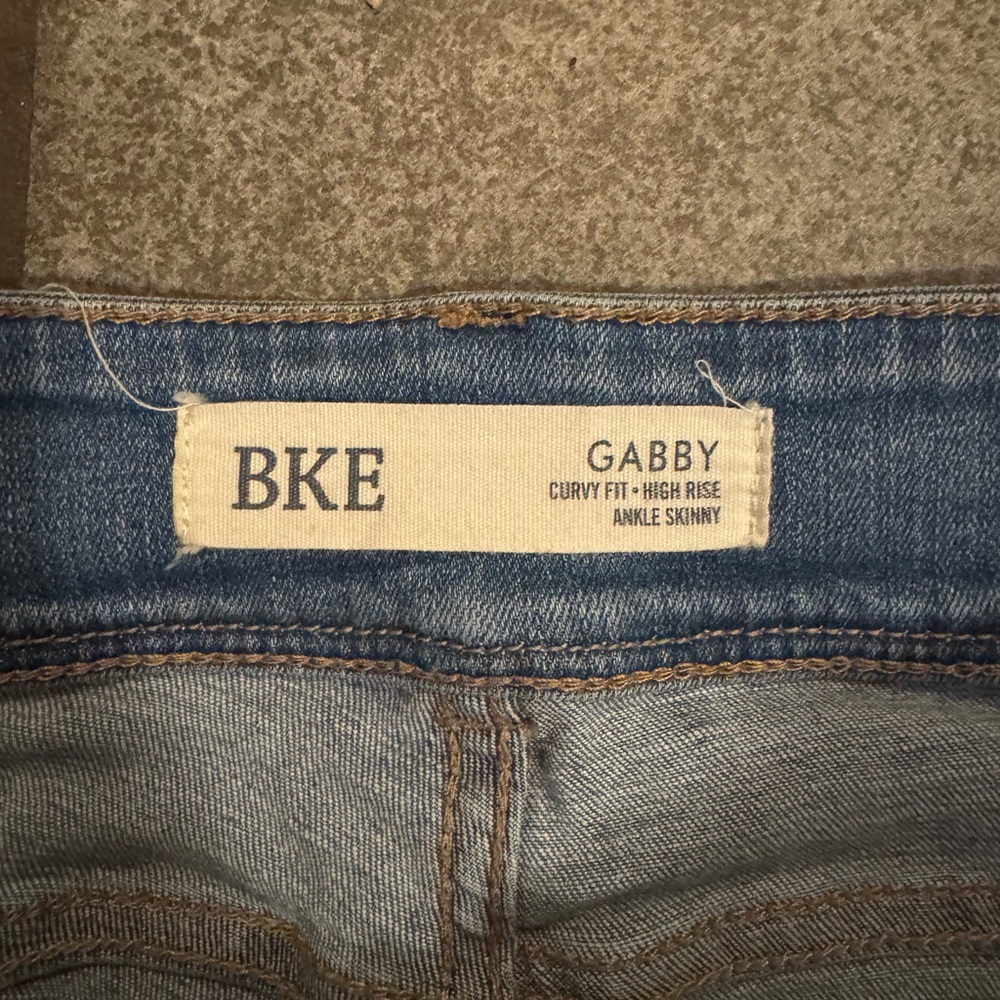 BKE
GABBY
CURVY FIT • HIGH RISE
ANKLE SKINNY